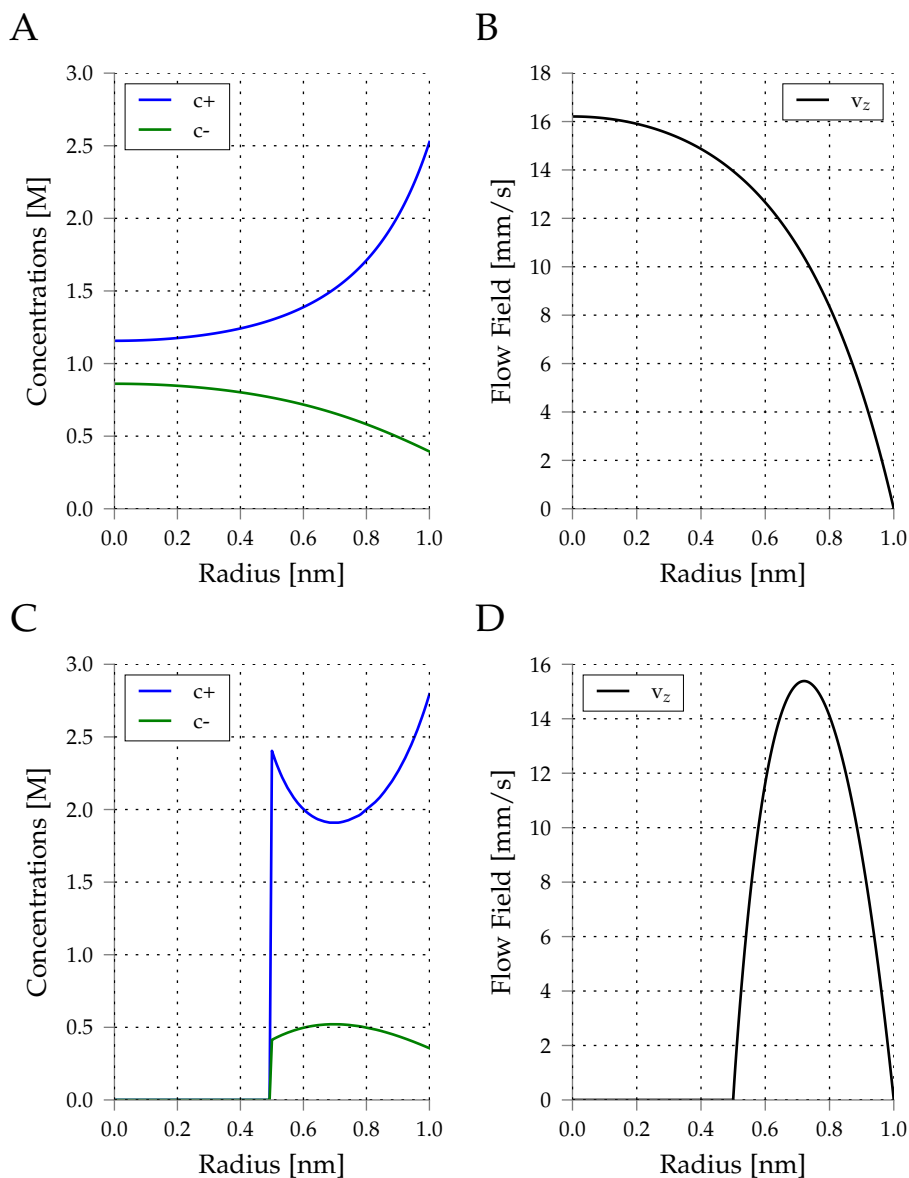 A
3.0
2.5
2.0
1.5
1.0
0.5
0.0
Concentrations [M]
c+
c-
0.0 0.2 0.4 0.6 0.8 1.0
Radius [nm]
B
18
16
14
12
10
8
6
4
2
0
Flow Field [mm/s]
v_z
0.0 0.2 0.4 0.6 0.8 1.0
Radius [nm]
C
3.0
2.5
2.0
1.5
1.0
0.5
0.0
Concentrations [M]
c+
c-
0.0 0.2 0.4 0.6 0.8 1.0
Radius [nm]
D
16
14
12
10
8
6
4
2
0
Flow Field [mm/s]
v_z
0.0 0.2 0.4 0.6 0.8 1.0
Radius [nm]